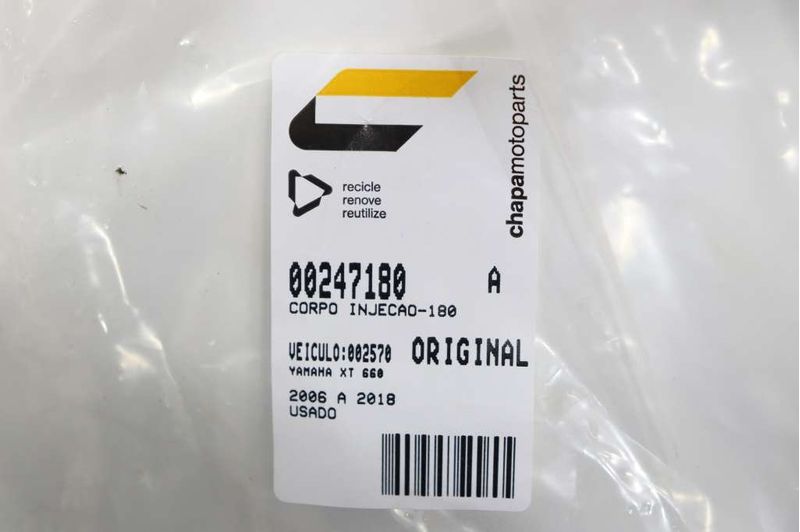 chapamotoparts
recicle
renove
reutilize
00247180 A
CORPO INJECAO-180
VEICULO:002570 ORIGINAL
YAMAHA XT 660
2006 A 2018
USADO